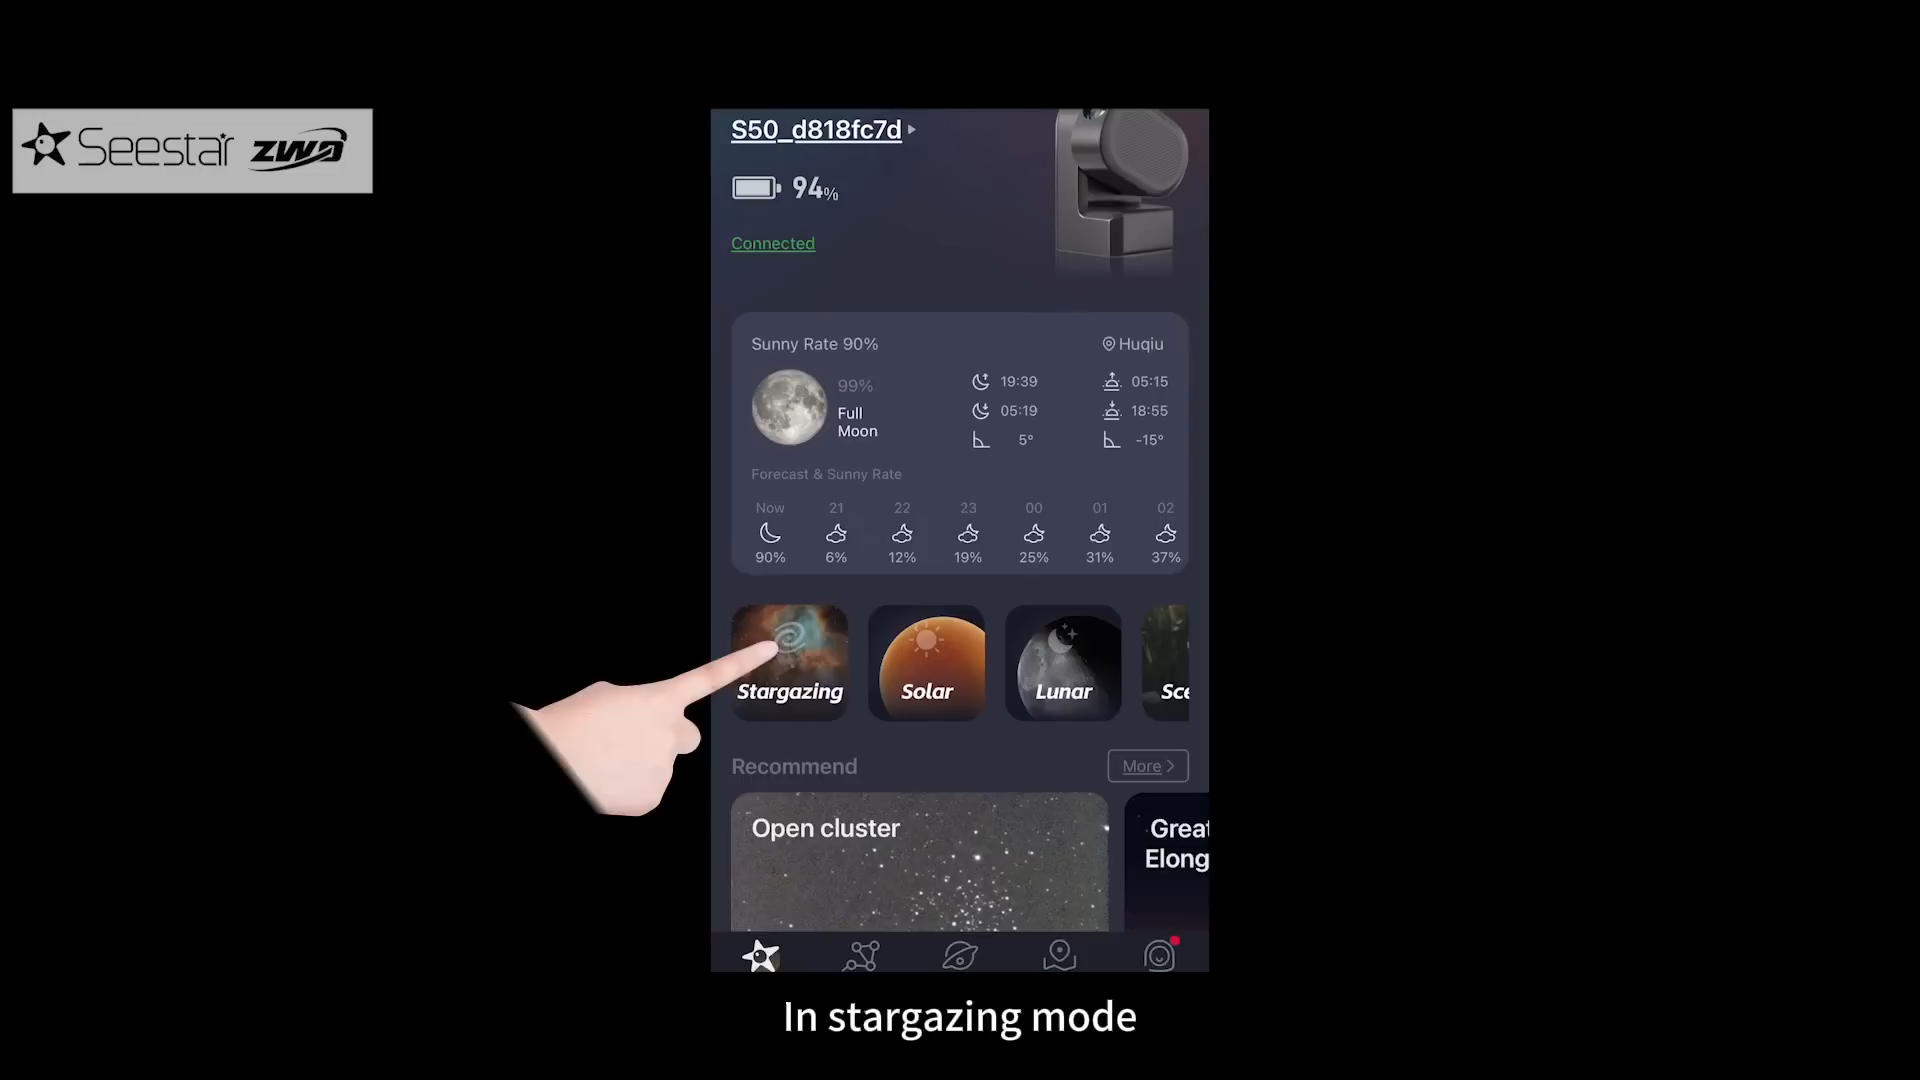 Seestar ZWO
S50_d818fc7d
94%
Connected
Sunny Rate 90%
Huqiu
99%
Full
Moon
19:39
05:15
05:19
18:55
5°
-15°
Forecast & Sunny Rate
Now 21 22 23 00 01 02
90% 6% 12% 19% 25% 31% 37%
Stargazing Solar Lunar Sce
Recommend
More >
Open cluster
Great
Elong
In stargazing mode